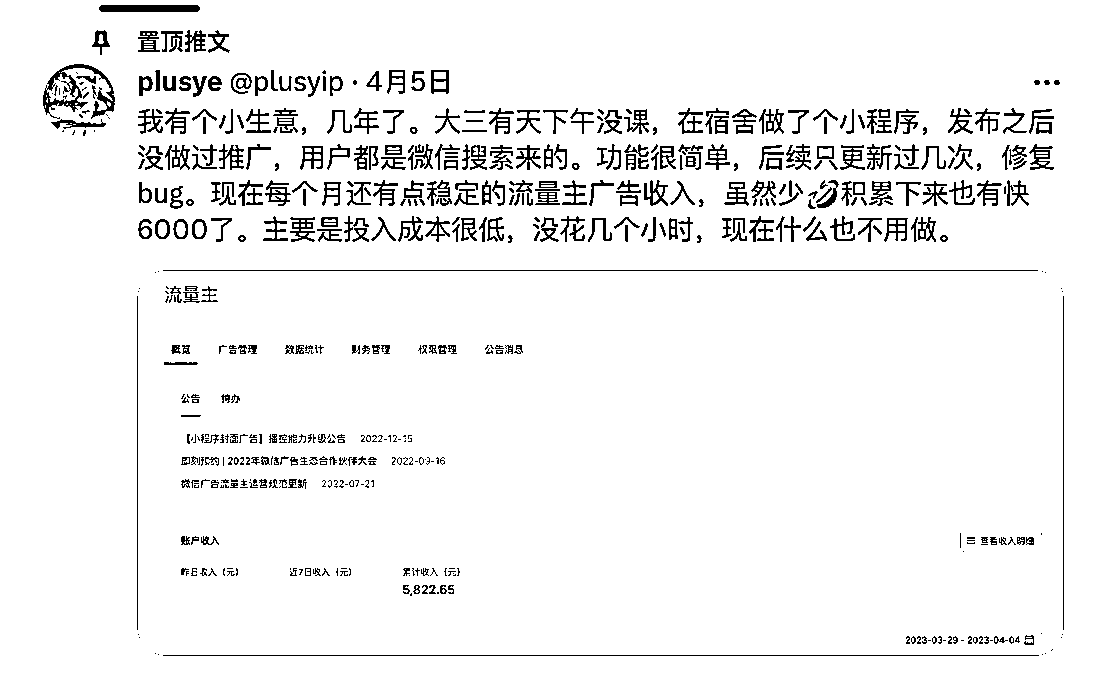 置顶推文
plusye @plusyip · 4月5日
我有个小生意，几年了。大三有天下午没课，在宿舍做了个小程序，发布之后
没做过推广，用户都是微信搜索来的。功能很简单，后续只更新过几次，修复
bug。现在每个月还有点稳定的流量主广告收入，虽然少积累下来也有快
6000了。主要是投入成本很低，没花几个小时，现在什么也不用做。
流量主
概览 广告管理 数据统计 财务管理 权限管理 公告消息
公告 待办
【小程序封面广告】播控能力升级公告 2022-12-15
即刻预约 | 2022年微信广告生态合作伙伴大会 2022-09-16
微信广告流量主运营规范更新 2022-07-21
账户收入 查看收入明细
昨日收入（元） 近7日收入（元） 累计收入（元）
5,822.65
2023-03-29 - 2023-04-04